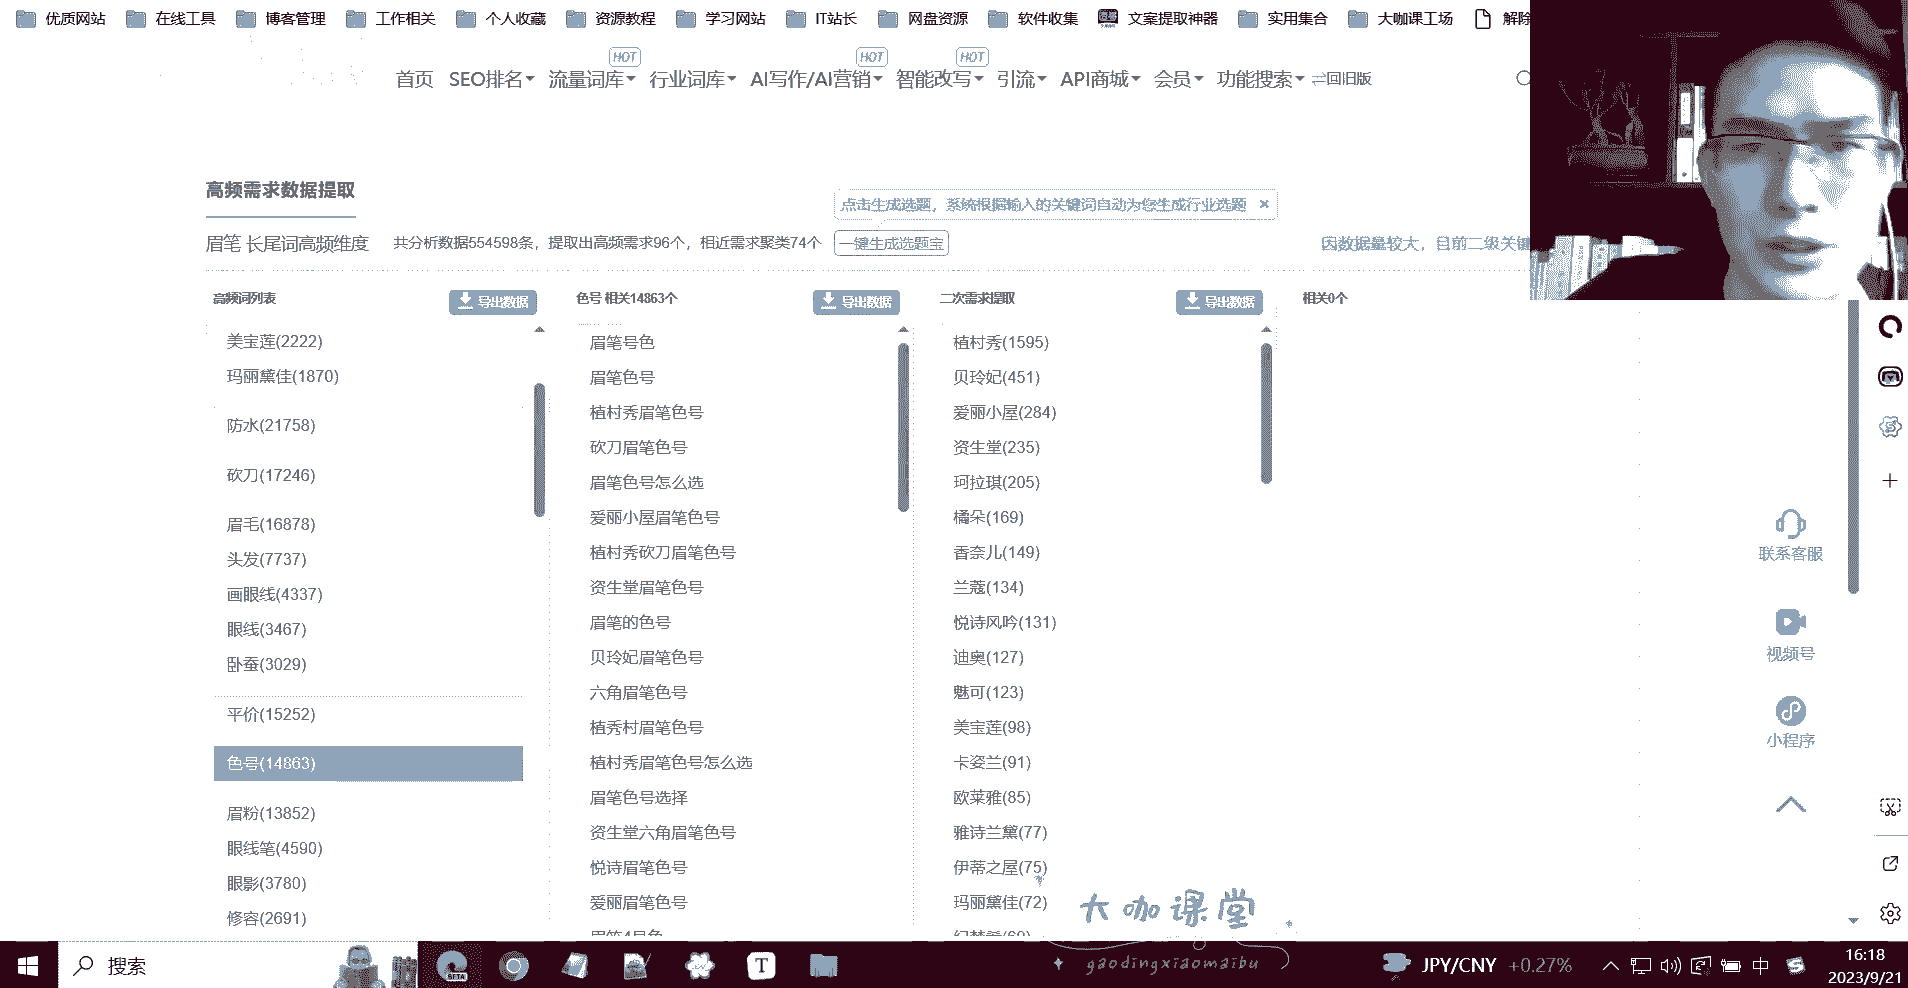 优质网站 在线工具 博客管理 工作相关 个人收藏 资源教程 学习网站 IT站长 网盘资源 软件收集 文案提取神器 实用集合 大咖课工场 解除
HOT HOT HOT
首页 SEO排名 流量词库 行业词库 AI写作/AI营销 智能改写 引流 API商城 会员 功能搜索 回旧版
高频需求数据提取
点击生成选题，系统根据输入的关键词自动为您生成行业选题 ×
眉笔 长尾词高频维度 共分析数据554598条，提取出高频需求96个，相近需求聚类74个 一键生成选题宝 因数据量较大，目前二级关键
高频词列表 导出数据 色号 相关14863个 导出数据 二次需求提取 导出数据 相关0个
美宝莲(2222) 眉笔号色 植村秀(1595)
玛丽黛佳(1870) 眉笔色号 贝玲妃(451)
防水(21758) 植村秀眉笔色号 爱丽小屋(284)
砍刀(17246) 砍刀眉笔色号 资生堂(235)
眉笔色号怎么选 珂拉琪(205)
眉毛(16878) 爱丽小屋眉笔色号 橘朵(169)
头发(7737) 植村秀砍刀眉笔色号 香奈儿(149)
画眼线(4337) 资生堂眉笔色号 兰蔻(134)
眼线(3467) 眉笔的色号 悦诗风吟(131)
卧蚕(3029) 贝玲妃眉笔色号 迪奥(127)
六角眉笔色号 魅可(123)
平价(15252) 植秀村眉笔色号 美宝莲(98)
色号(14863) 植村秀眉笔色号怎么选 卡姿兰(91)
眉粉(13852) 眉笔色号选择 欧莱雅(85)
眼线笔(4590) 资生堂六角眉笔色号 雅诗兰黛(77)
眼影(3780) 悦诗眉笔色号 伊蒂之屋(75)
修容(2691) 爱丽眉笔色号 玛丽黛佳(72)
联系客服
视频号
小程序
大咖课堂
gaodingxiaomaibu
搜索 BETA T JPY/CNY +0.27% 中 16:18
2023/9/21